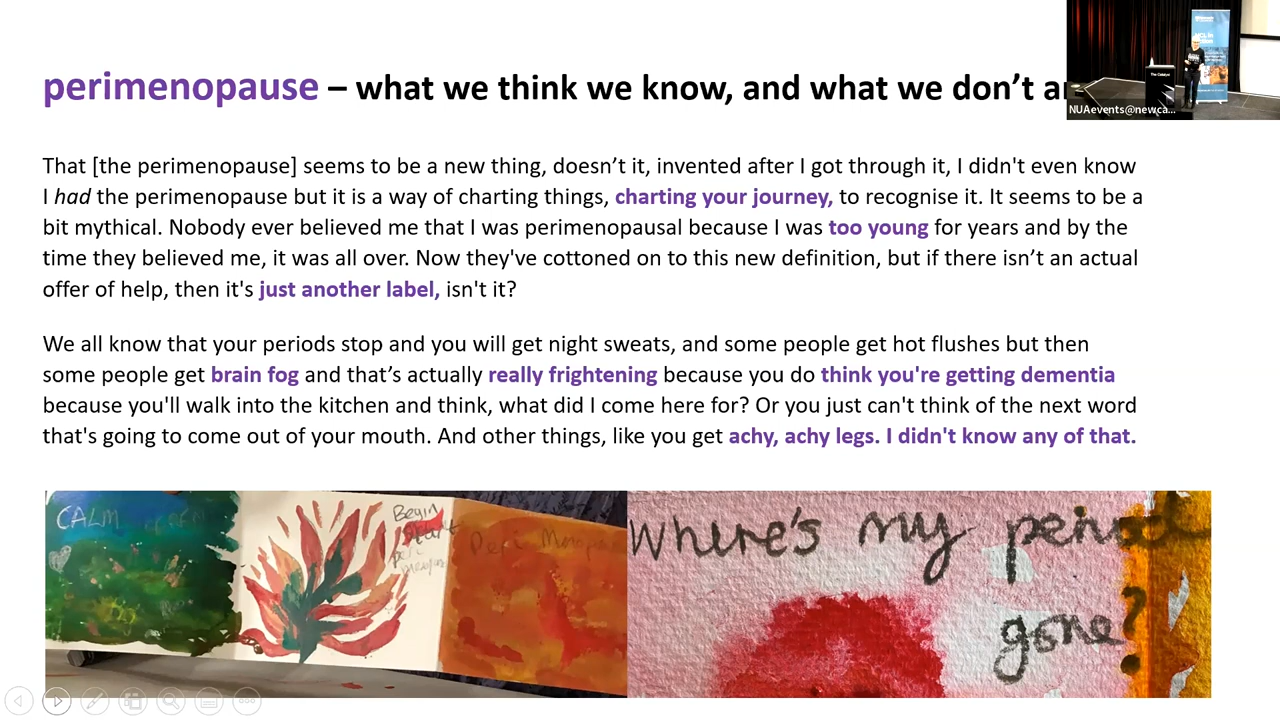 perimenopause – what we think we know, and what we don't
NUAevents@newca...
The Catalyst
That [the perimenopause] seems to be a new thing, doesn't it, invented after I got through it, I didn't even know
I had the perimenopause but it is a way of charting things, charting your journey, to recognise it. It seems to be a
bit mythical. Nobody ever believed me that I was perimenopausal because I was too young for years and by the
time they believed me, it was all over. Now they've cottoned on to this new definition, but if there isn't an actual
offer of help, then it's just another label, isn't it?
We all know that your periods stop and you will get night sweats, and some people get hot flushes but then
some people get brain fog and that's actually really frightening because you do think you're getting dementia
because you'll walk into the kitchen and think, what did I come here for? Or you just can't think of the next word
that's going to come out of your mouth. And other things, like you get achy, achy legs. I didn't know any of that.
CALM
Begin
Start
peri
Peri Menopa
Where's my period
gone?